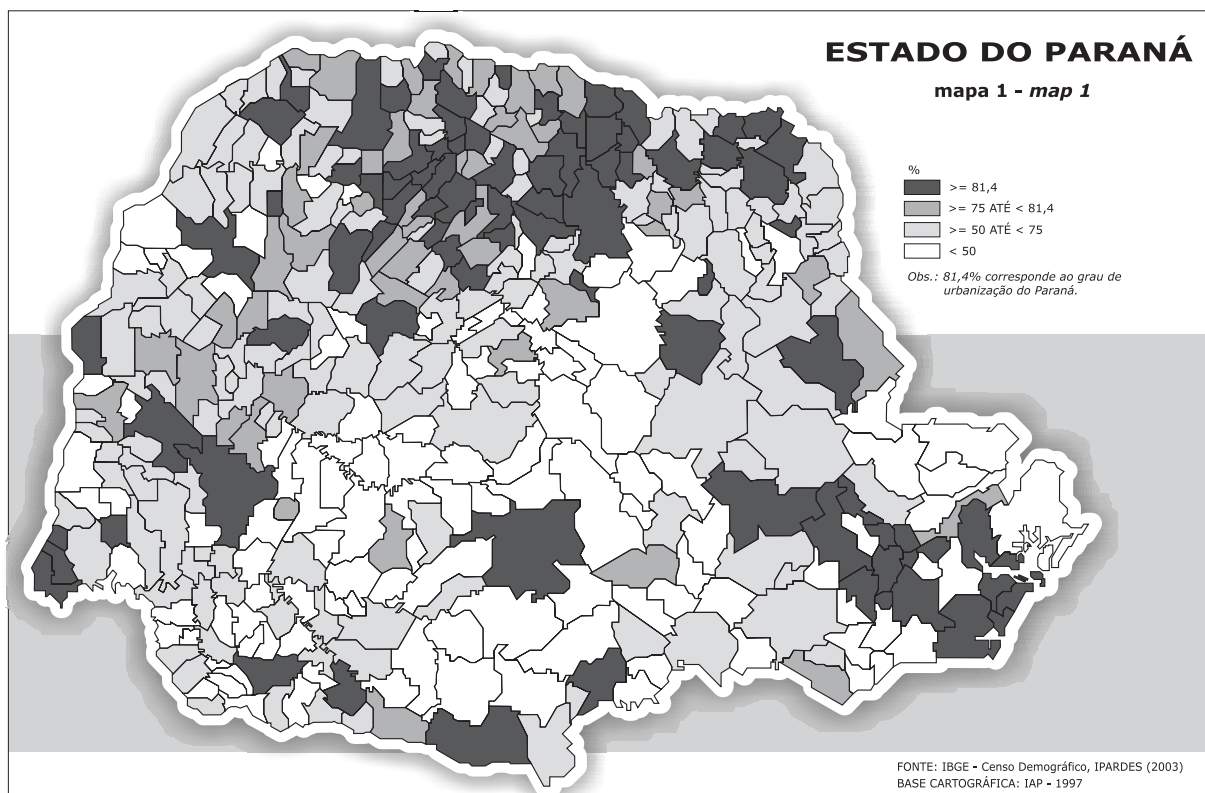 ESTADO DO PARANÁ
mapa 1 - map 1
%
>= 81,4
>= 75 ATÉ < 81,4
>= 50 ATÉ < 75
< 50
Obs.: 81,4% corresponde ao grau de
urbanização do Paraná.
FONTE: IBGE - Censo Demográfico, IPARDES (2003)
BASE CARTOGRÁFICA: IAP - 1997